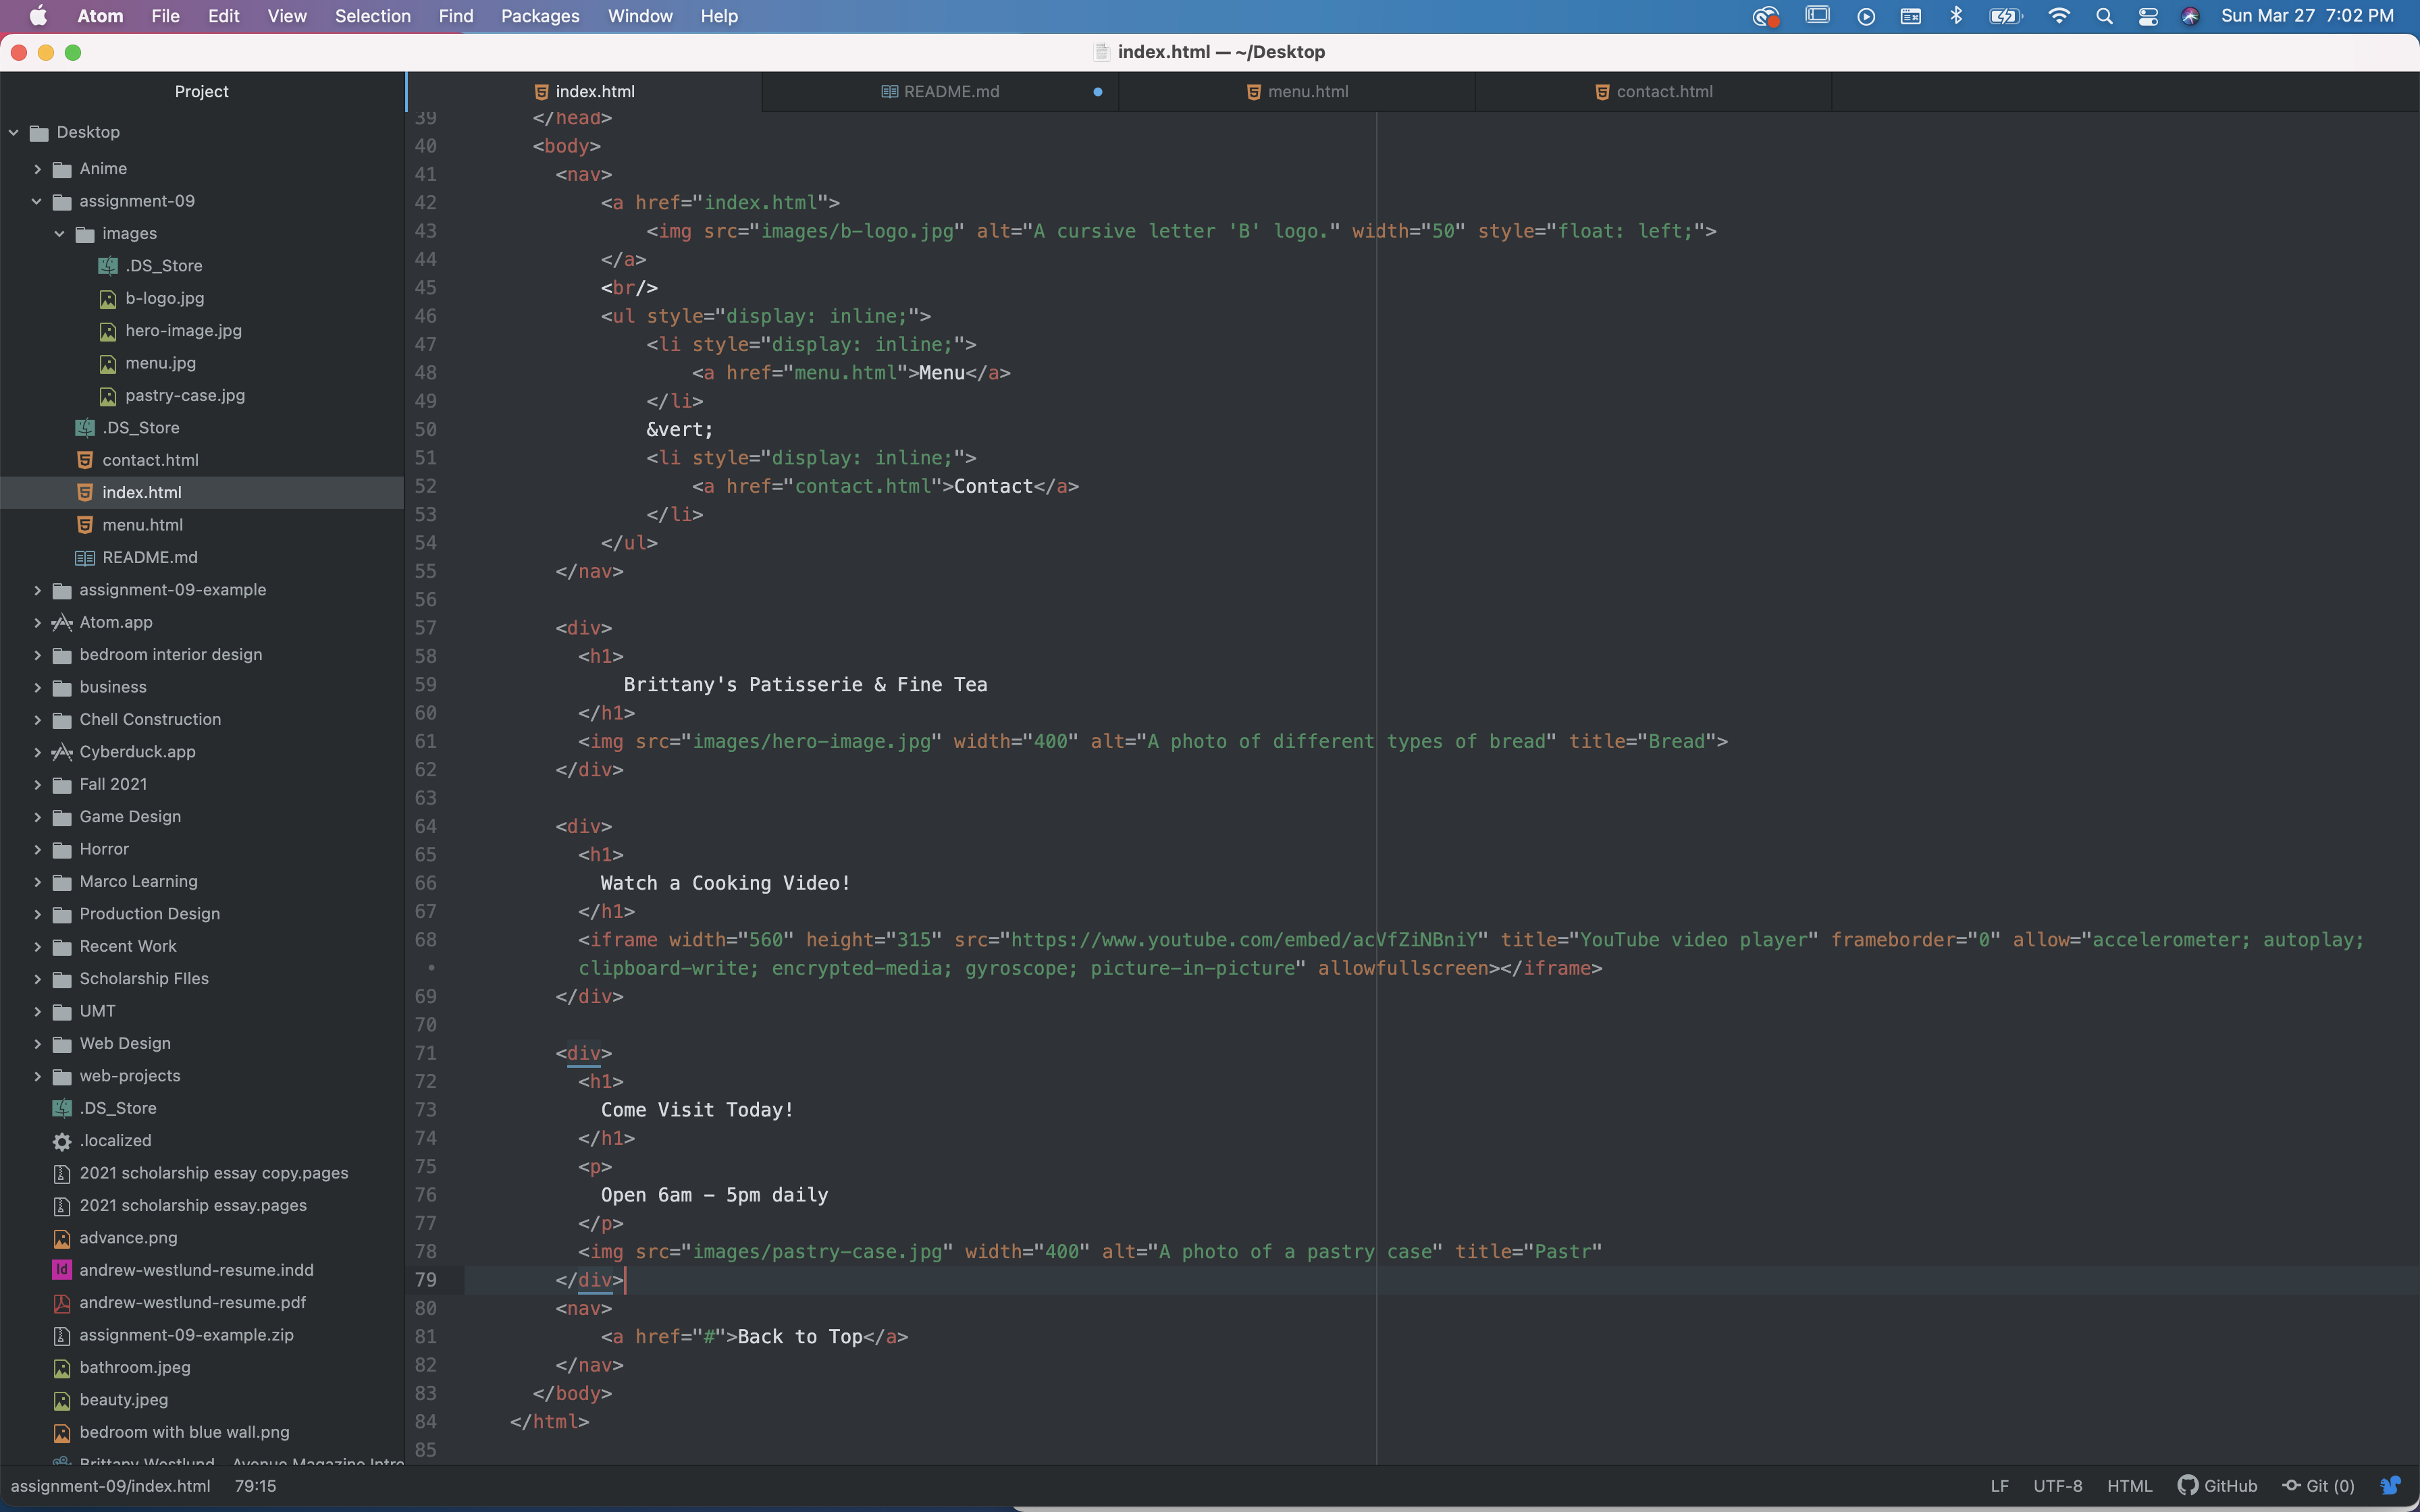 Atom File Edit View Selection Find Packages Window Help Sun Mar 27 7:02 PM
index.html — ~/Desktop
Project
index.html README.md menu.html contact.html
Desktop
Anime
assignment-09
images
.DS_Store
b-logo.jpg
hero-image.jpg
menu.jpg
pastry-case.jpg
.DS_Store
contact.html
index.html
menu.html
README.md
assignment-09-example
Atom.app
bedroom interior design
business
Chell Construction
Cyberduck.app
Fall 2021
Game Design
Horror
Marco Learning
Production Design
Recent Work
Scholarship FIles
UMT
Web Design
web-projects
.DS_Store
.localized
2021 scholarship essay copy.pages
2021 scholarship essay.pages
advance.png
Id andrew-westlund-resume.indd
andrew-westlund-resume.pdf
assignment-09-example.zip
bathroom.jpeg
beauty.jpeg
bedroom with blue wall.png
Brittany Westlund - Avenue Magazine Intro
39 </head>
40 <body>
41 <nav>
42 <a href="index.html">
43 <img src="images/b-logo.jpg" alt="A cursive letter 'B' logo." width="50" style="float: left;">
44 </a>
45 <br/>
46 <ul style="display: inline;">
47 <li style="display: inline;">
48 <a href="menu.html">Menu</a>
49 </li>
50 &vert;
51 <li style="display: inline;">
52 <a href="contact.html">Contact</a>
53 </li>
54 </ul>
55 </nav>
56
57 <div>
58 <h1>
59 Brittany's Patisserie & Fine Tea
60 </h1>
61 <img src="images/hero-image.jpg" width="400" alt="A photo of different types of bread" title="Bread">
62 </div>
63
64 <div>
65 <h1>
66 Watch a Cooking Video!
67 </h1>
68 <iframe width="560" height="315" src="https://www.youtube.com/embed/acVfZiNBniY" title="YouTube video player" frameborder="0" allow="accelerometer; autoplay;
• clipboard-write; encrypted-media; gyroscope; picture-in-picture" allowfullscreen></iframe>
69 </div>
70
71 <div>
72 <h1>
73 Come Visit Today!
74 </h1>
75 <p>
76 Open 6am – 5pm daily
77 </p>
78 <img src="images/pastry-case.jpg" width="400" alt="A photo of a pastry case" title="Pastr"
79 </div>
80 <nav>
81 <a href="#">Back to Top</a>
82 </nav>
83 </body>
84 </html>
85
assignment-09/index.html 79:15 LF UTF-8 HTML GitHub Git (0)